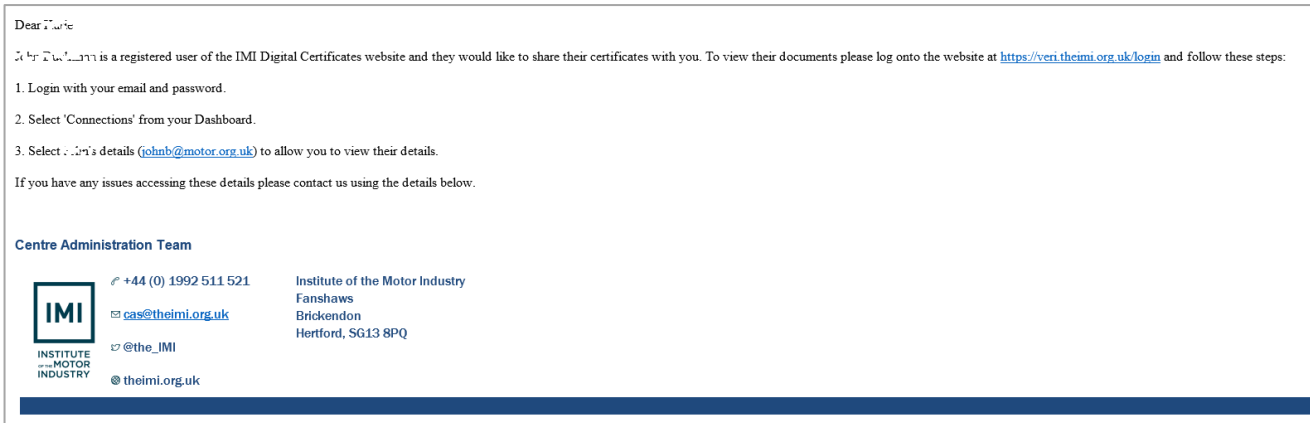 Dear
is a registered user of the IMI Digital Certificates website and they would like to share their certificates with you. To view their documents please log onto the website at https://veri.theimi.org.uk/login and follow these steps:
1. Login with your email and password.
2. Select 'Connections' from your Dashboard.
3. Select details (johnb@motor.org.uk) to allow you to view their details.
If you have any issues accessing these details please contact us using the details below.
Centre Administration Team
IMI
INSTITUTE
OF THE MOTOR
INDUSTRY
+44 (0) 1992 511 521
cas@theimi.org.uk
@the_IMI
theimi.org.uk
Institute of the Motor Industry
Fanshaws
Brickendon
Hertford, SG13 8PQ